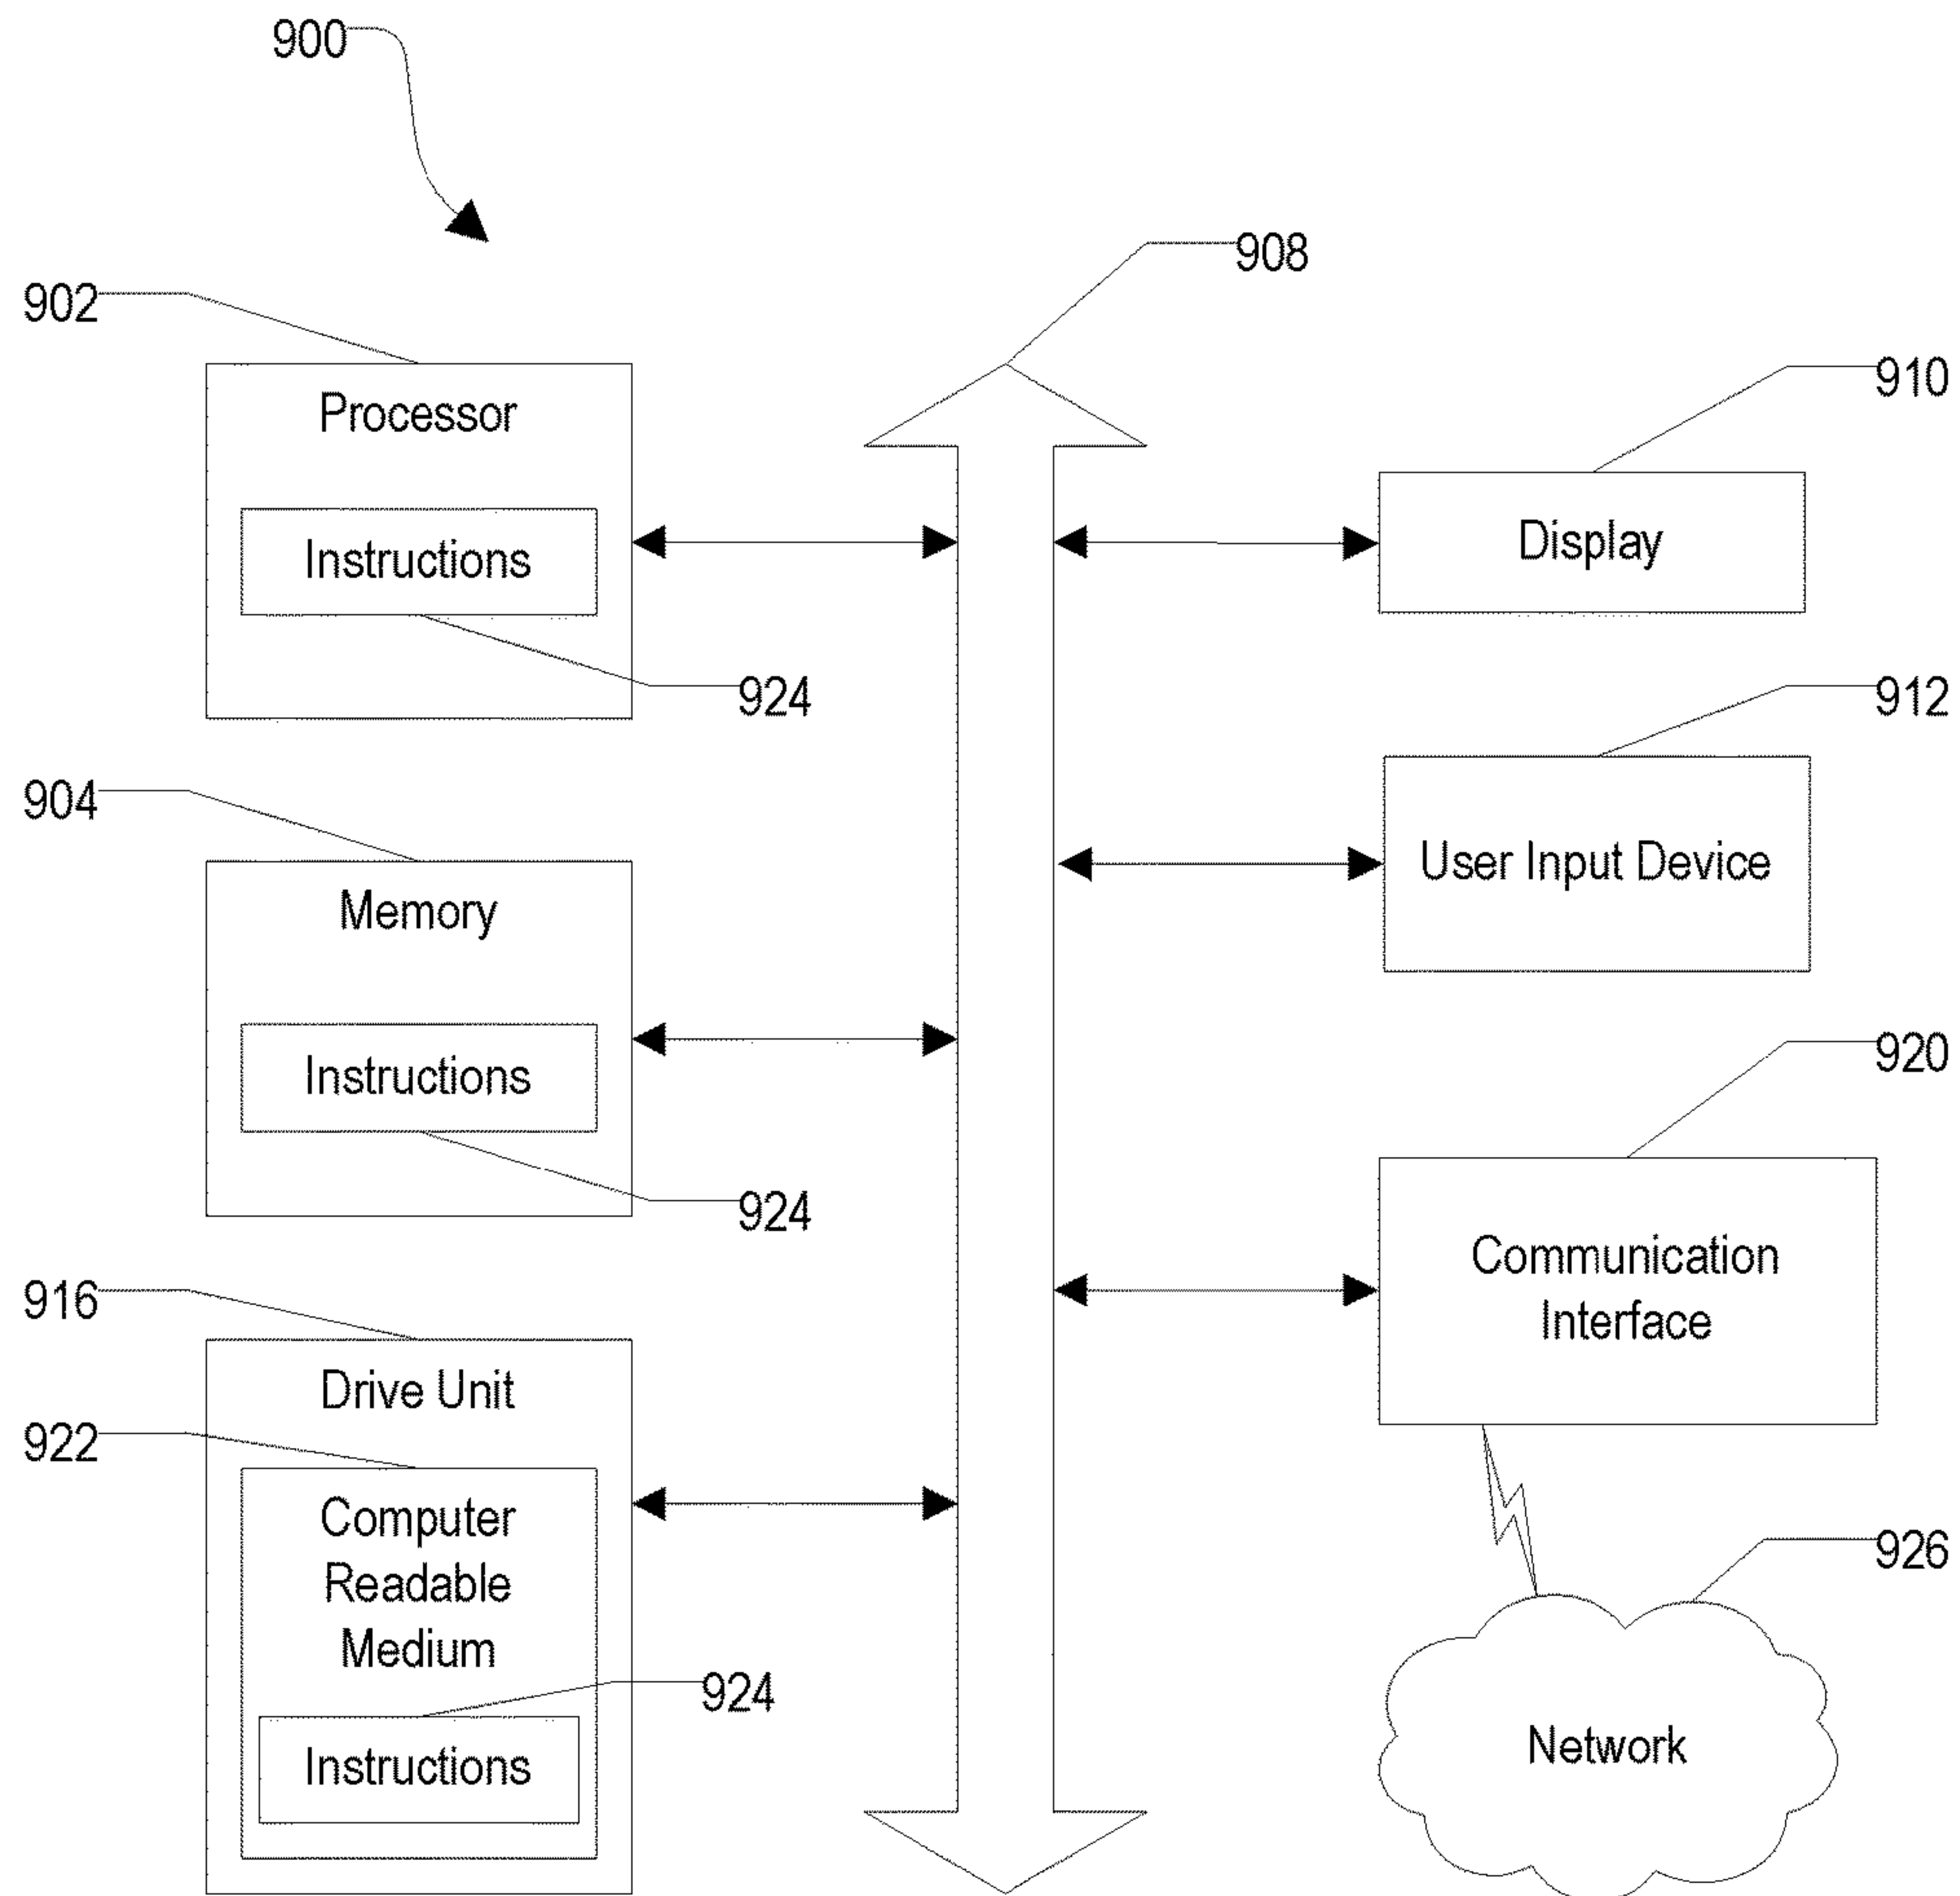 900
908
902
910
Processor
Instructions
Display
924
912
904
User Input Device
Memory
920
Instructions
924
Communication
Interface
916
Drive Unit
922
Computer
Readable
Medium
926
924
Instructions
Network